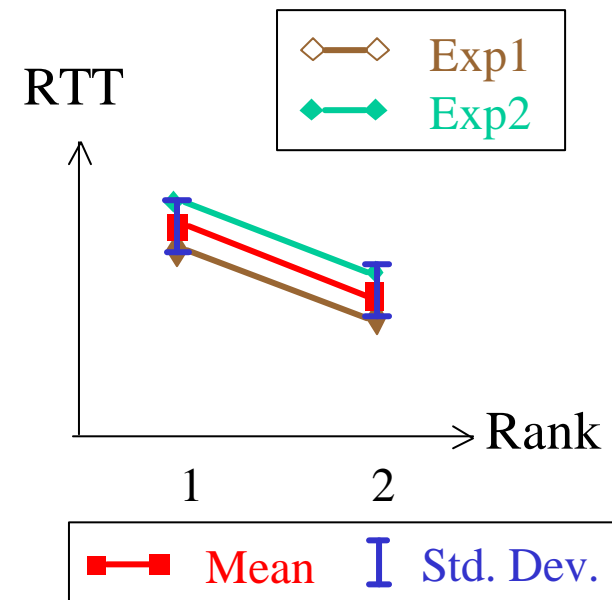 Exp1
Exp2
RTT
Rank
1 2
Mean Std. Dev.